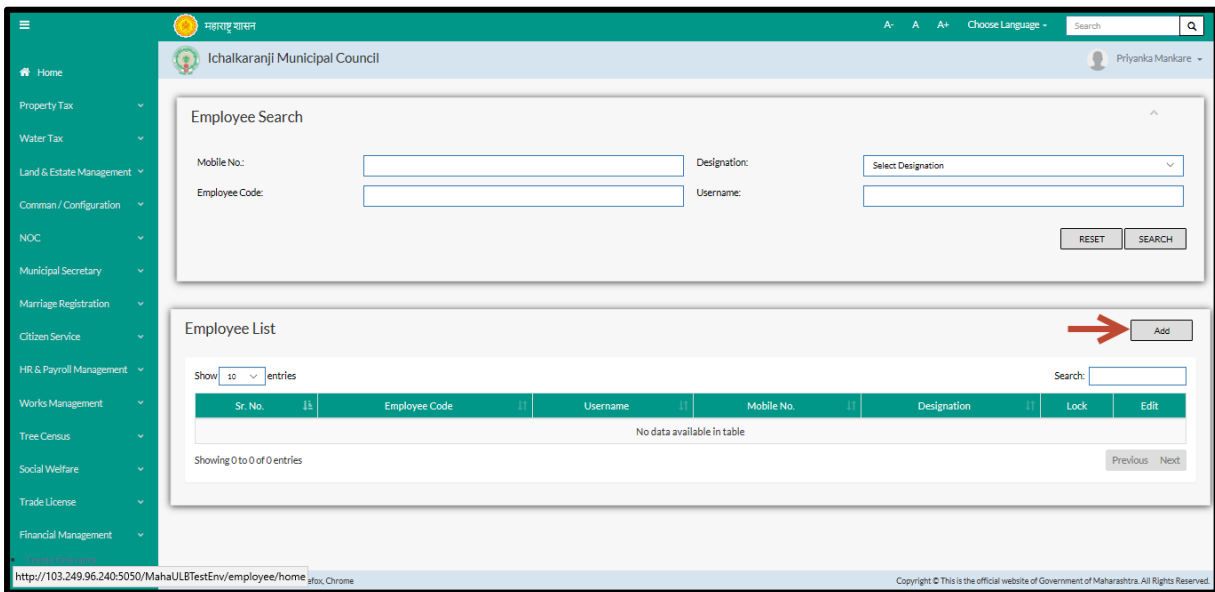 महाराष्ट्र शासन A- A A+ Choose Language Search
Ichalkaranji Municipal Council Priyanka Mankare
Home
Property Tax
Water Tax
Land & Estate Management
Comman / Configuration
NOC
Municipal Secretary
Marriage Registration
Citizen Service
HR & Payroll Management
Works Management
Tree Census
Social Welfare
Trade License
Financial Management
Employee Search
Mobile No.: Designation: Select Designation
Employee Code: Username:
RESET SEARCH
Employee List Add
Show 10 entries Search:
Sr. No. Employee Code Username Mobile No. Designation Lock Edit
No data available in table
Showing 0 to 0 of 0 entries Previous Next
http://103.249.96.240:5050/MahaULBTestEnv/employee/home efox, Chrome Copyright © This is the official website of Government of Maharashtra. All Rights Reserved.